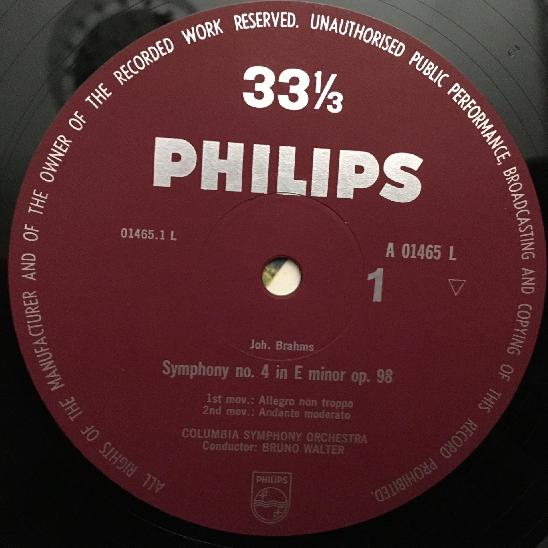 ALL RIGHTS OF THE MANUFACTURER AND OF THE OWNER OF THE RECORDED WORK RESERVED. UNAUTHORISED PUBLIC PERFORMANCE, BROADCASTING AND COPYING OF THIS RECORD PROHIBITED.
33⅓
PHILIPS
01465.1 L
A 01465 L
1 ▽
Joh. Brahms
Symphony no. 4 in E minor op. 98
1st mov.: Allegro non troppo
2nd mov.: Andante moderato
COLUMBIA SYMPHONY ORCHESTRA
Conductor: BRUNO WALTER
PHILIPS